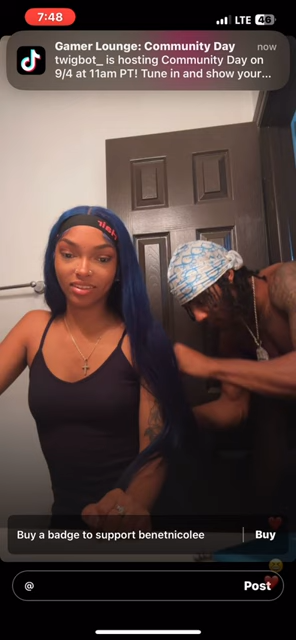 7:48
LTE 46
Gamer Lounge: Community Day now
twigbot_ is hosting Community Day on
9/4 at 11am PT! Tune in and show your...
Buy a badge to support benetnicolee Buy
@ Post